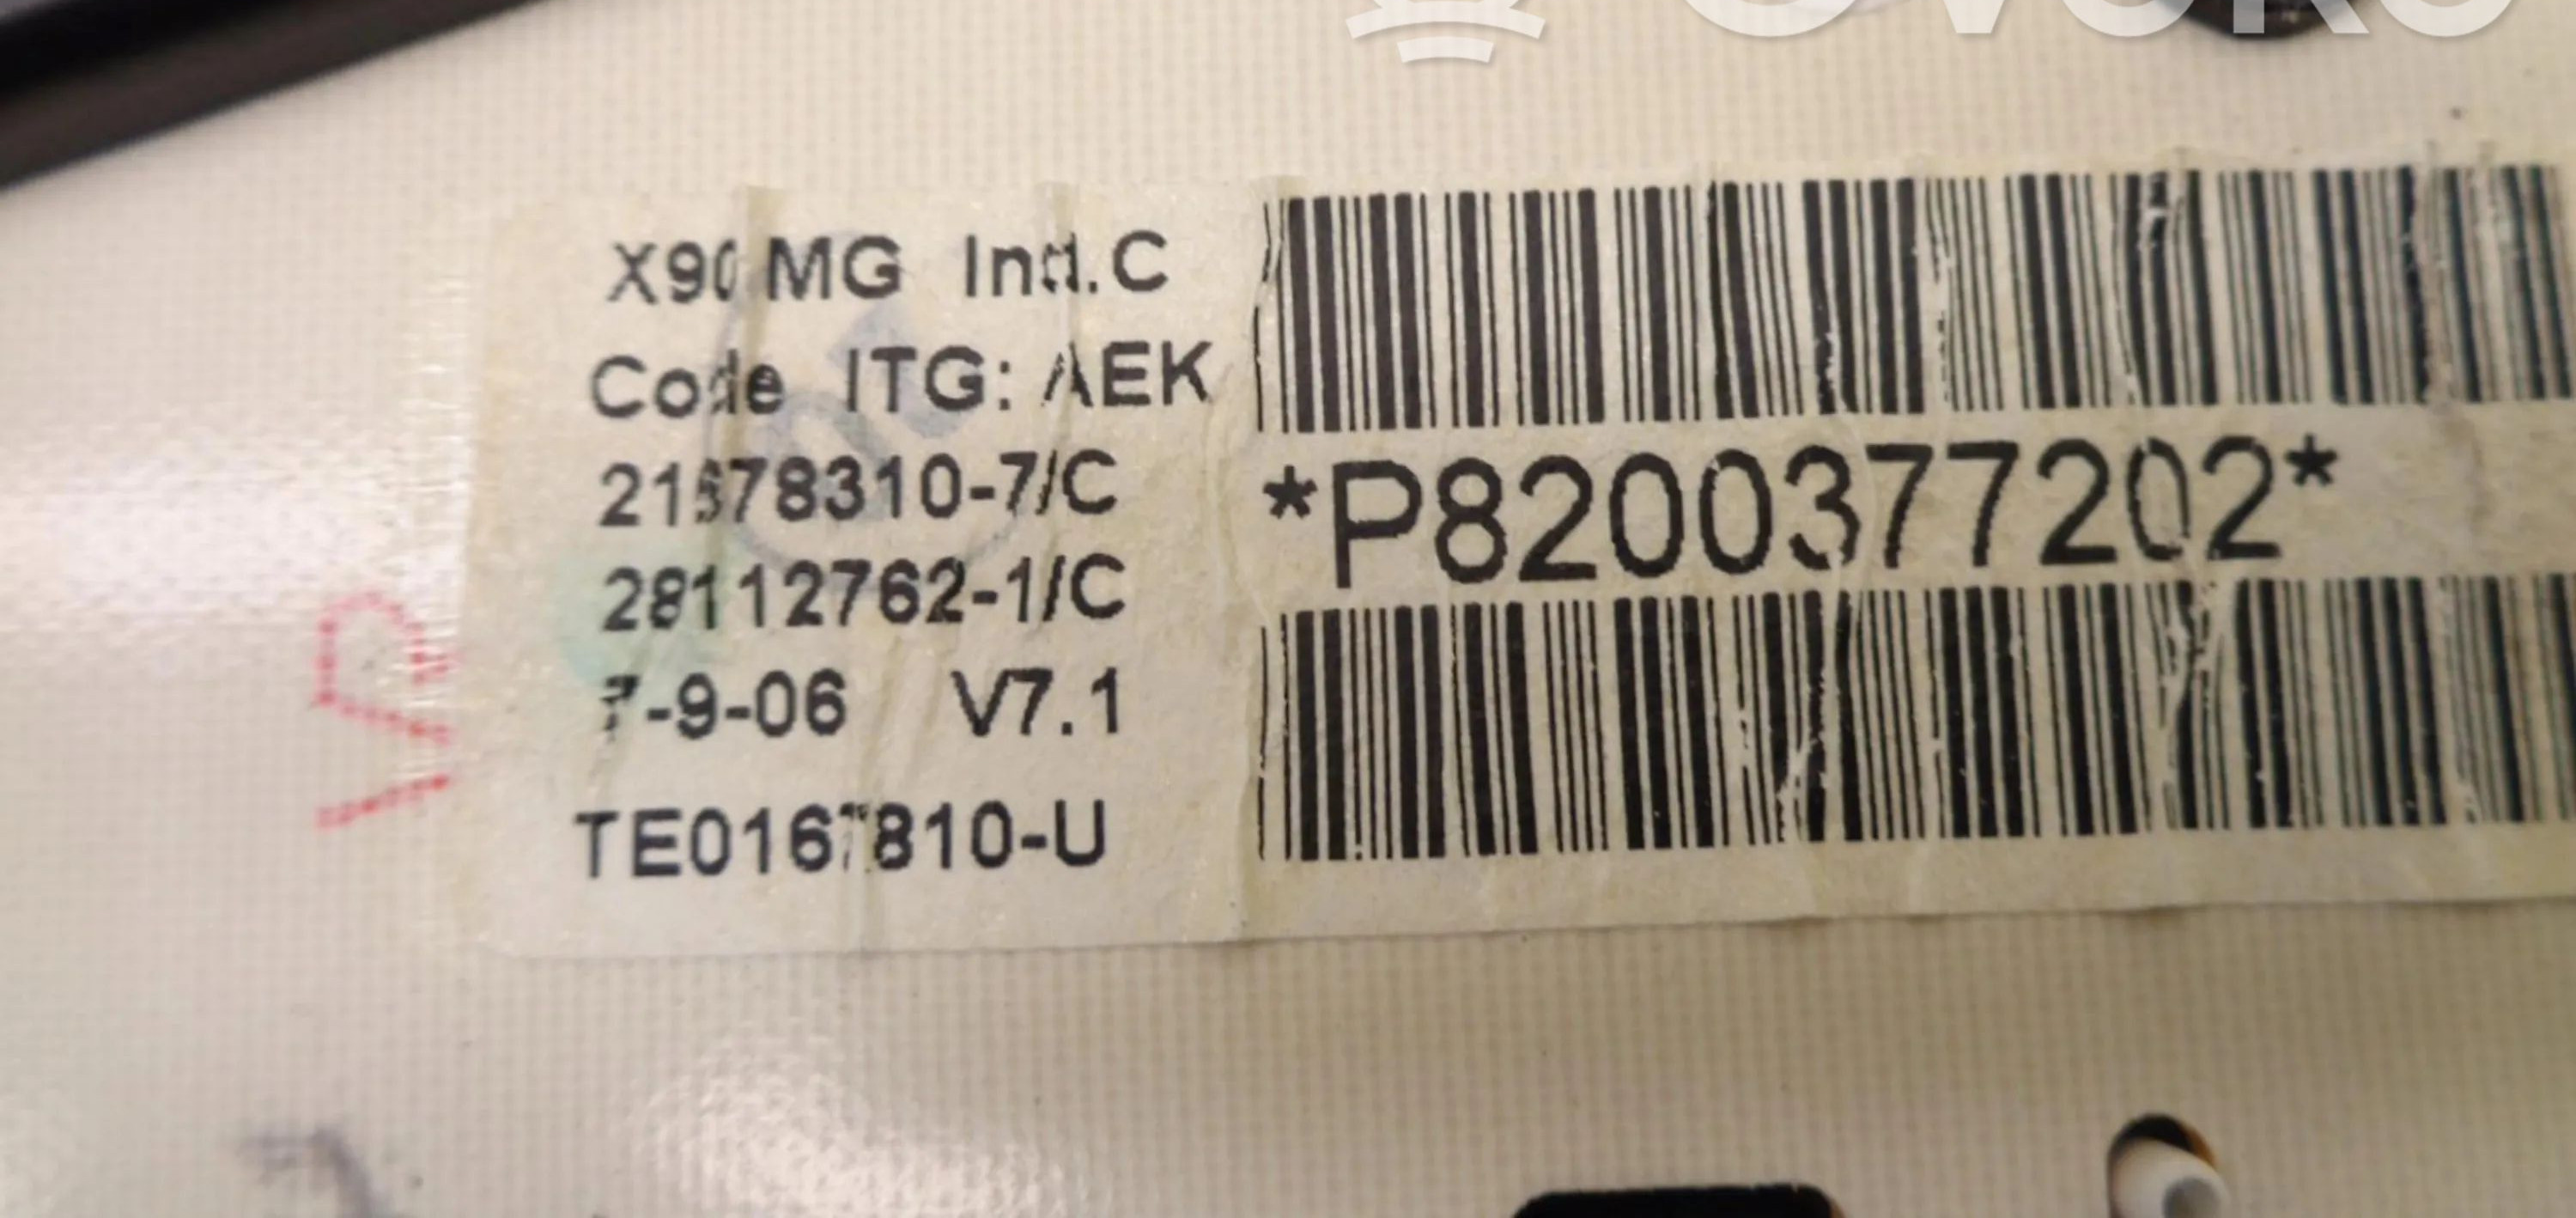 X90 MG Ind.C
Code ITG: AEK
21678310-7/C
28112762-1/C
7-9-06 V7.1
TE0167810-U
*P8200377202*